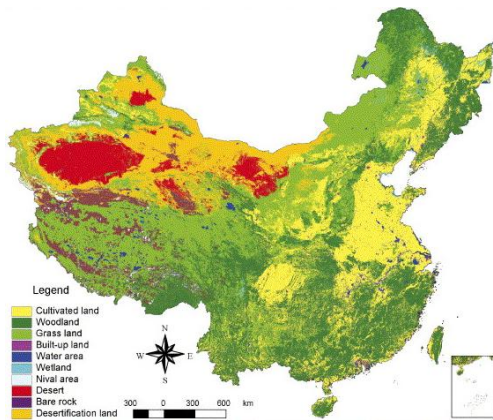 Legend
Cultivated land
Woodland
Grass land
Built-up land
Water area
Wetland
Nival area
Desert
Bare rock
Desertification land
N
W E
S
300 0 300 600 km